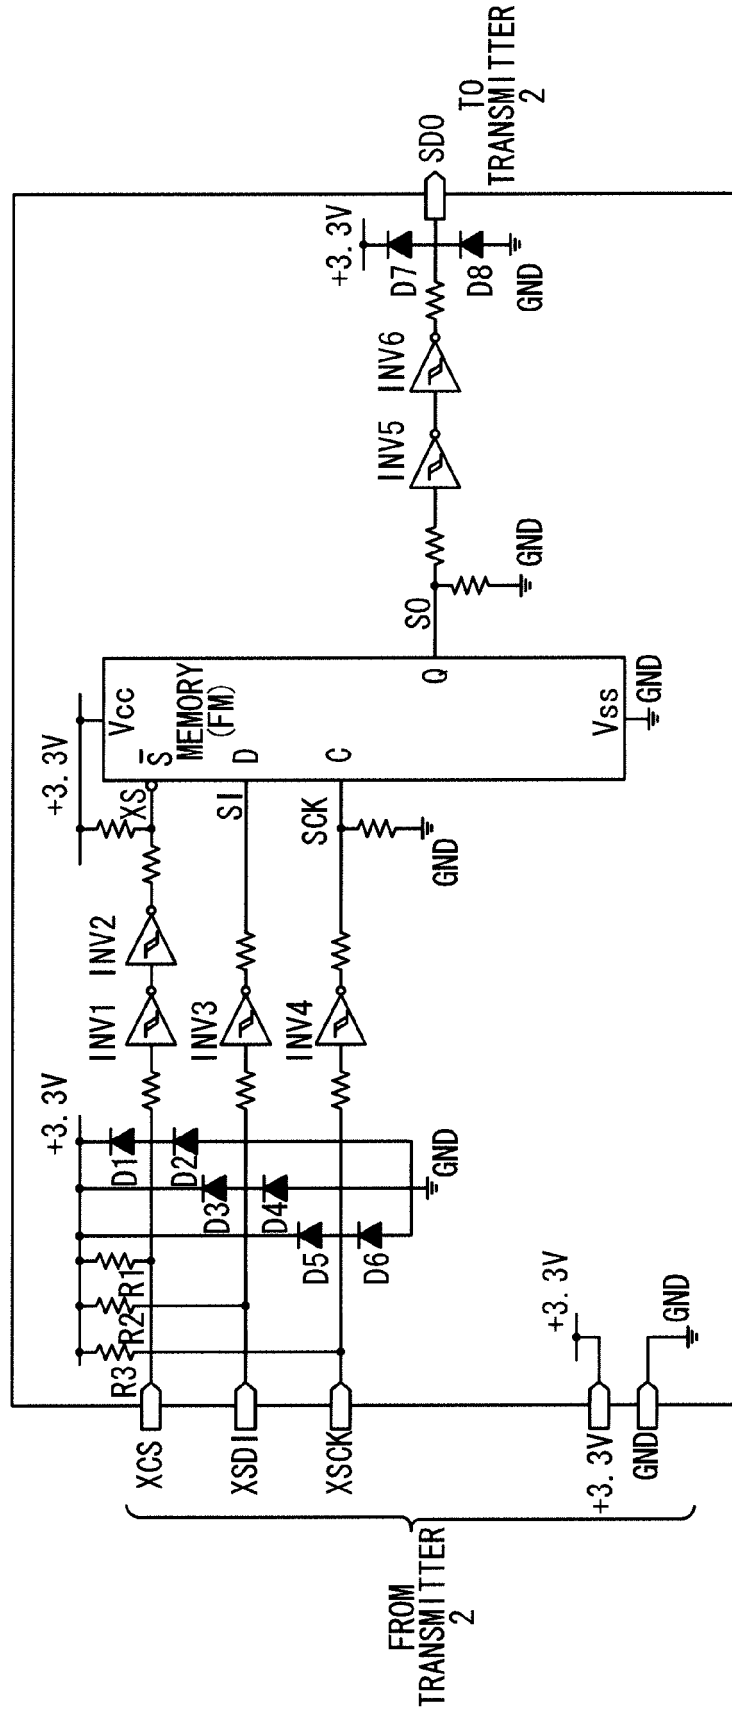 FROM
TRANSMITTER
2
XCS
XSDI
XSCK
+3. 3V
GND
+3. 3V
GND
R3
R2
R1
+3. 3V
D1
D2
D3
D4
D5
D6
GND
INV1
INV2
INV3
INV4
+3. 3V
XS
SI
SCK
GND
Vcc
S̅
MEMORY
(FM)
D
C
Q
Vss
GND
SO
GND
INV5
INV6
+3. 3V
D7
D8
GND
SDO
TO
TRANSMITTER
2